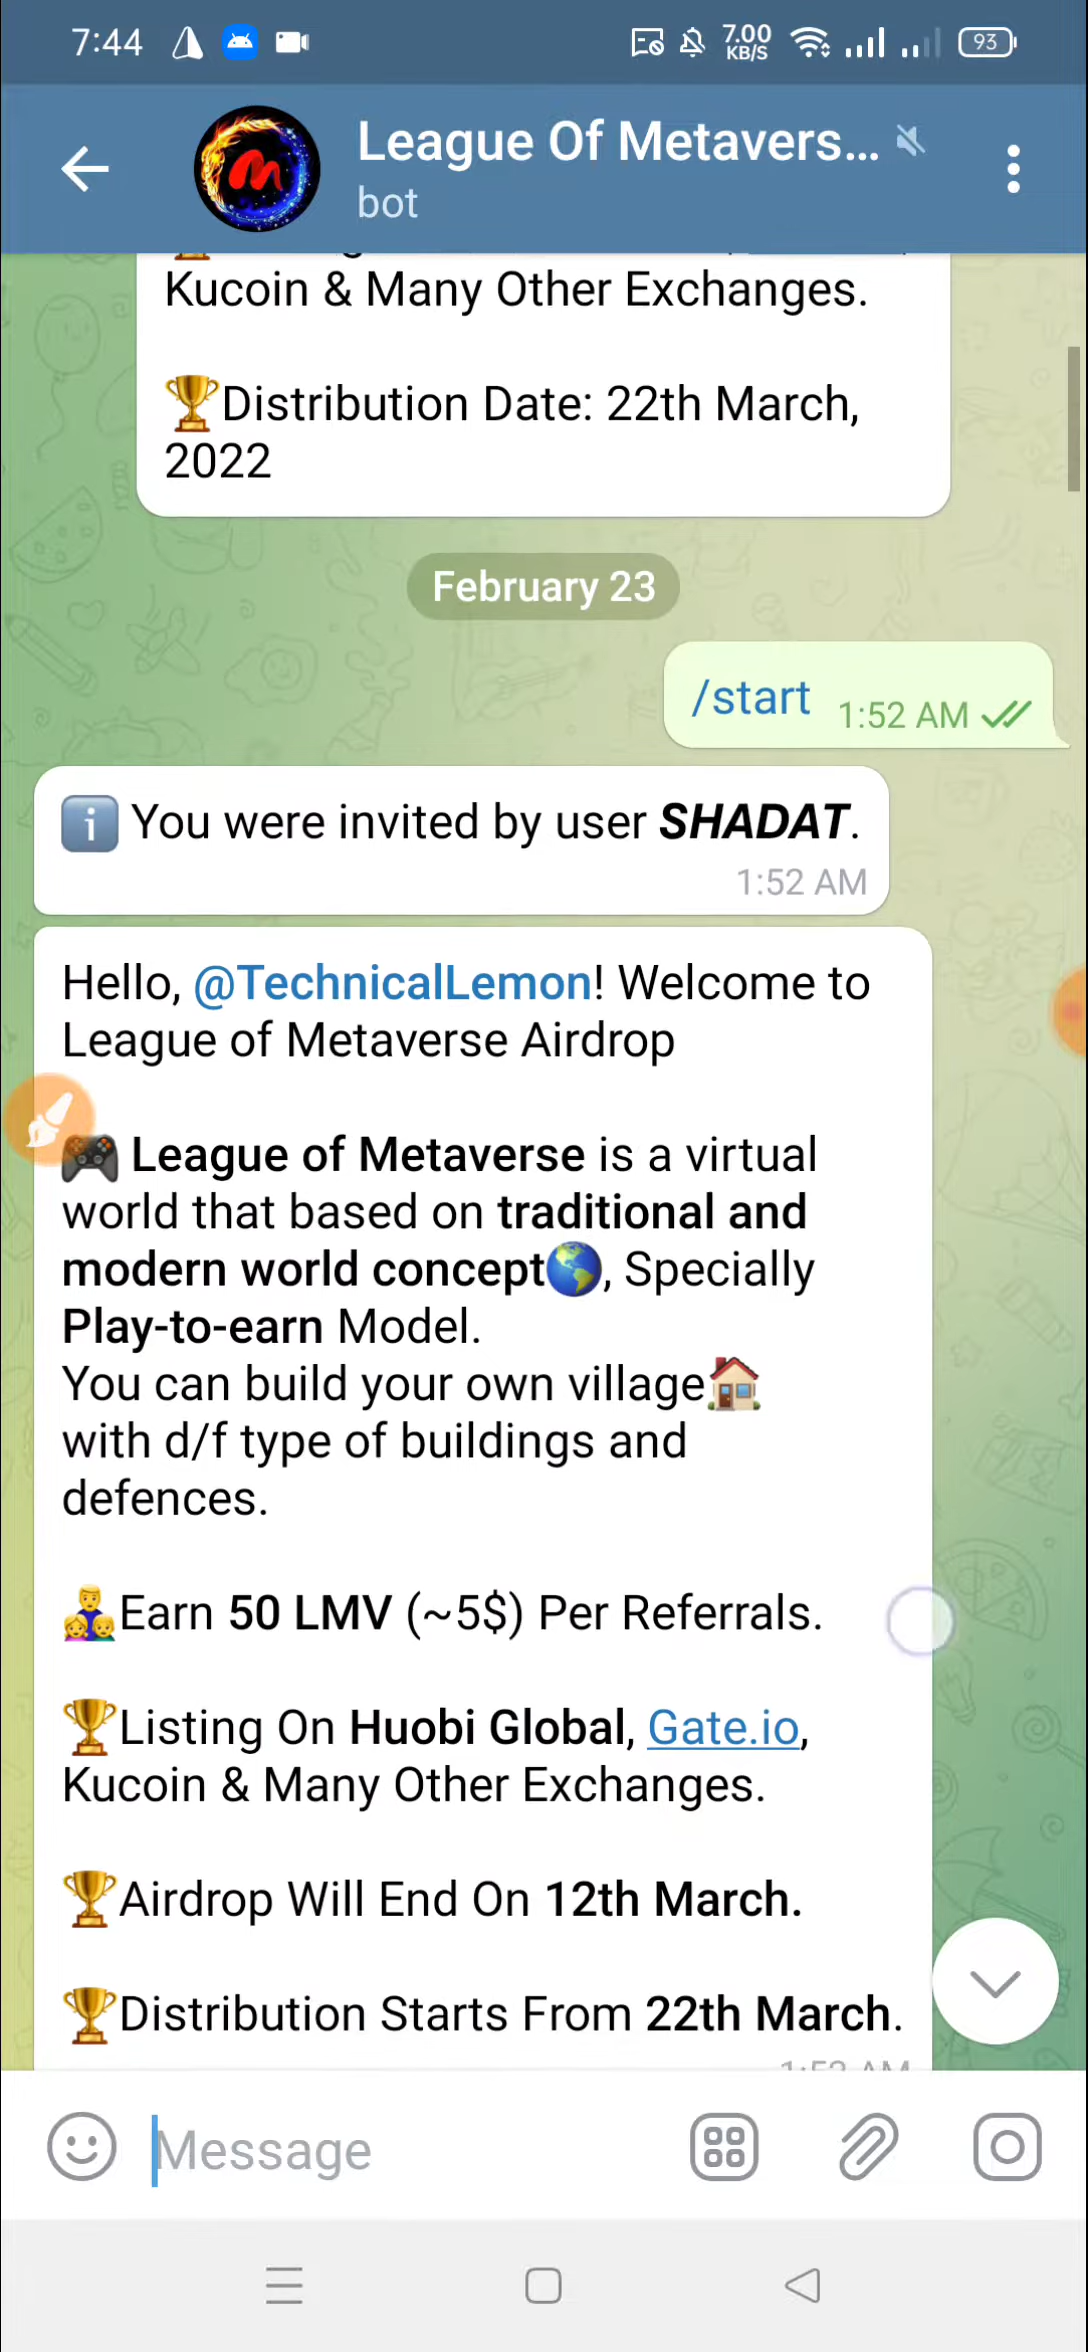 7:44 7.00 KB/S 93
League Of Metavers...
bot
Kucoin & Many Other Exchanges.
🏆Distribution Date: 22th March,
2022
February 23
/start 1:52 AM
ℹ️ You were invited by user SHADAT.
1:52 AM
Hello, @TechnicalLemon! Welcome to
League of Metaverse Airdrop
🎮 League of Metaverse is a virtual
world that based on traditional and
modern world concept🌎, Specially
Play-to-earn Model.
You can build your own village🏠
with d/f type of buildings and
defences.
👨‍👧‍👦Earn 50 LMV (~5$) Per Referrals.
🏆Listing On Huobi Global, Gate.io,
Kucoin & Many Other Exchanges.
🏆Airdrop Will End On 12th March.
🏆Distribution Starts From 22th March.
Message